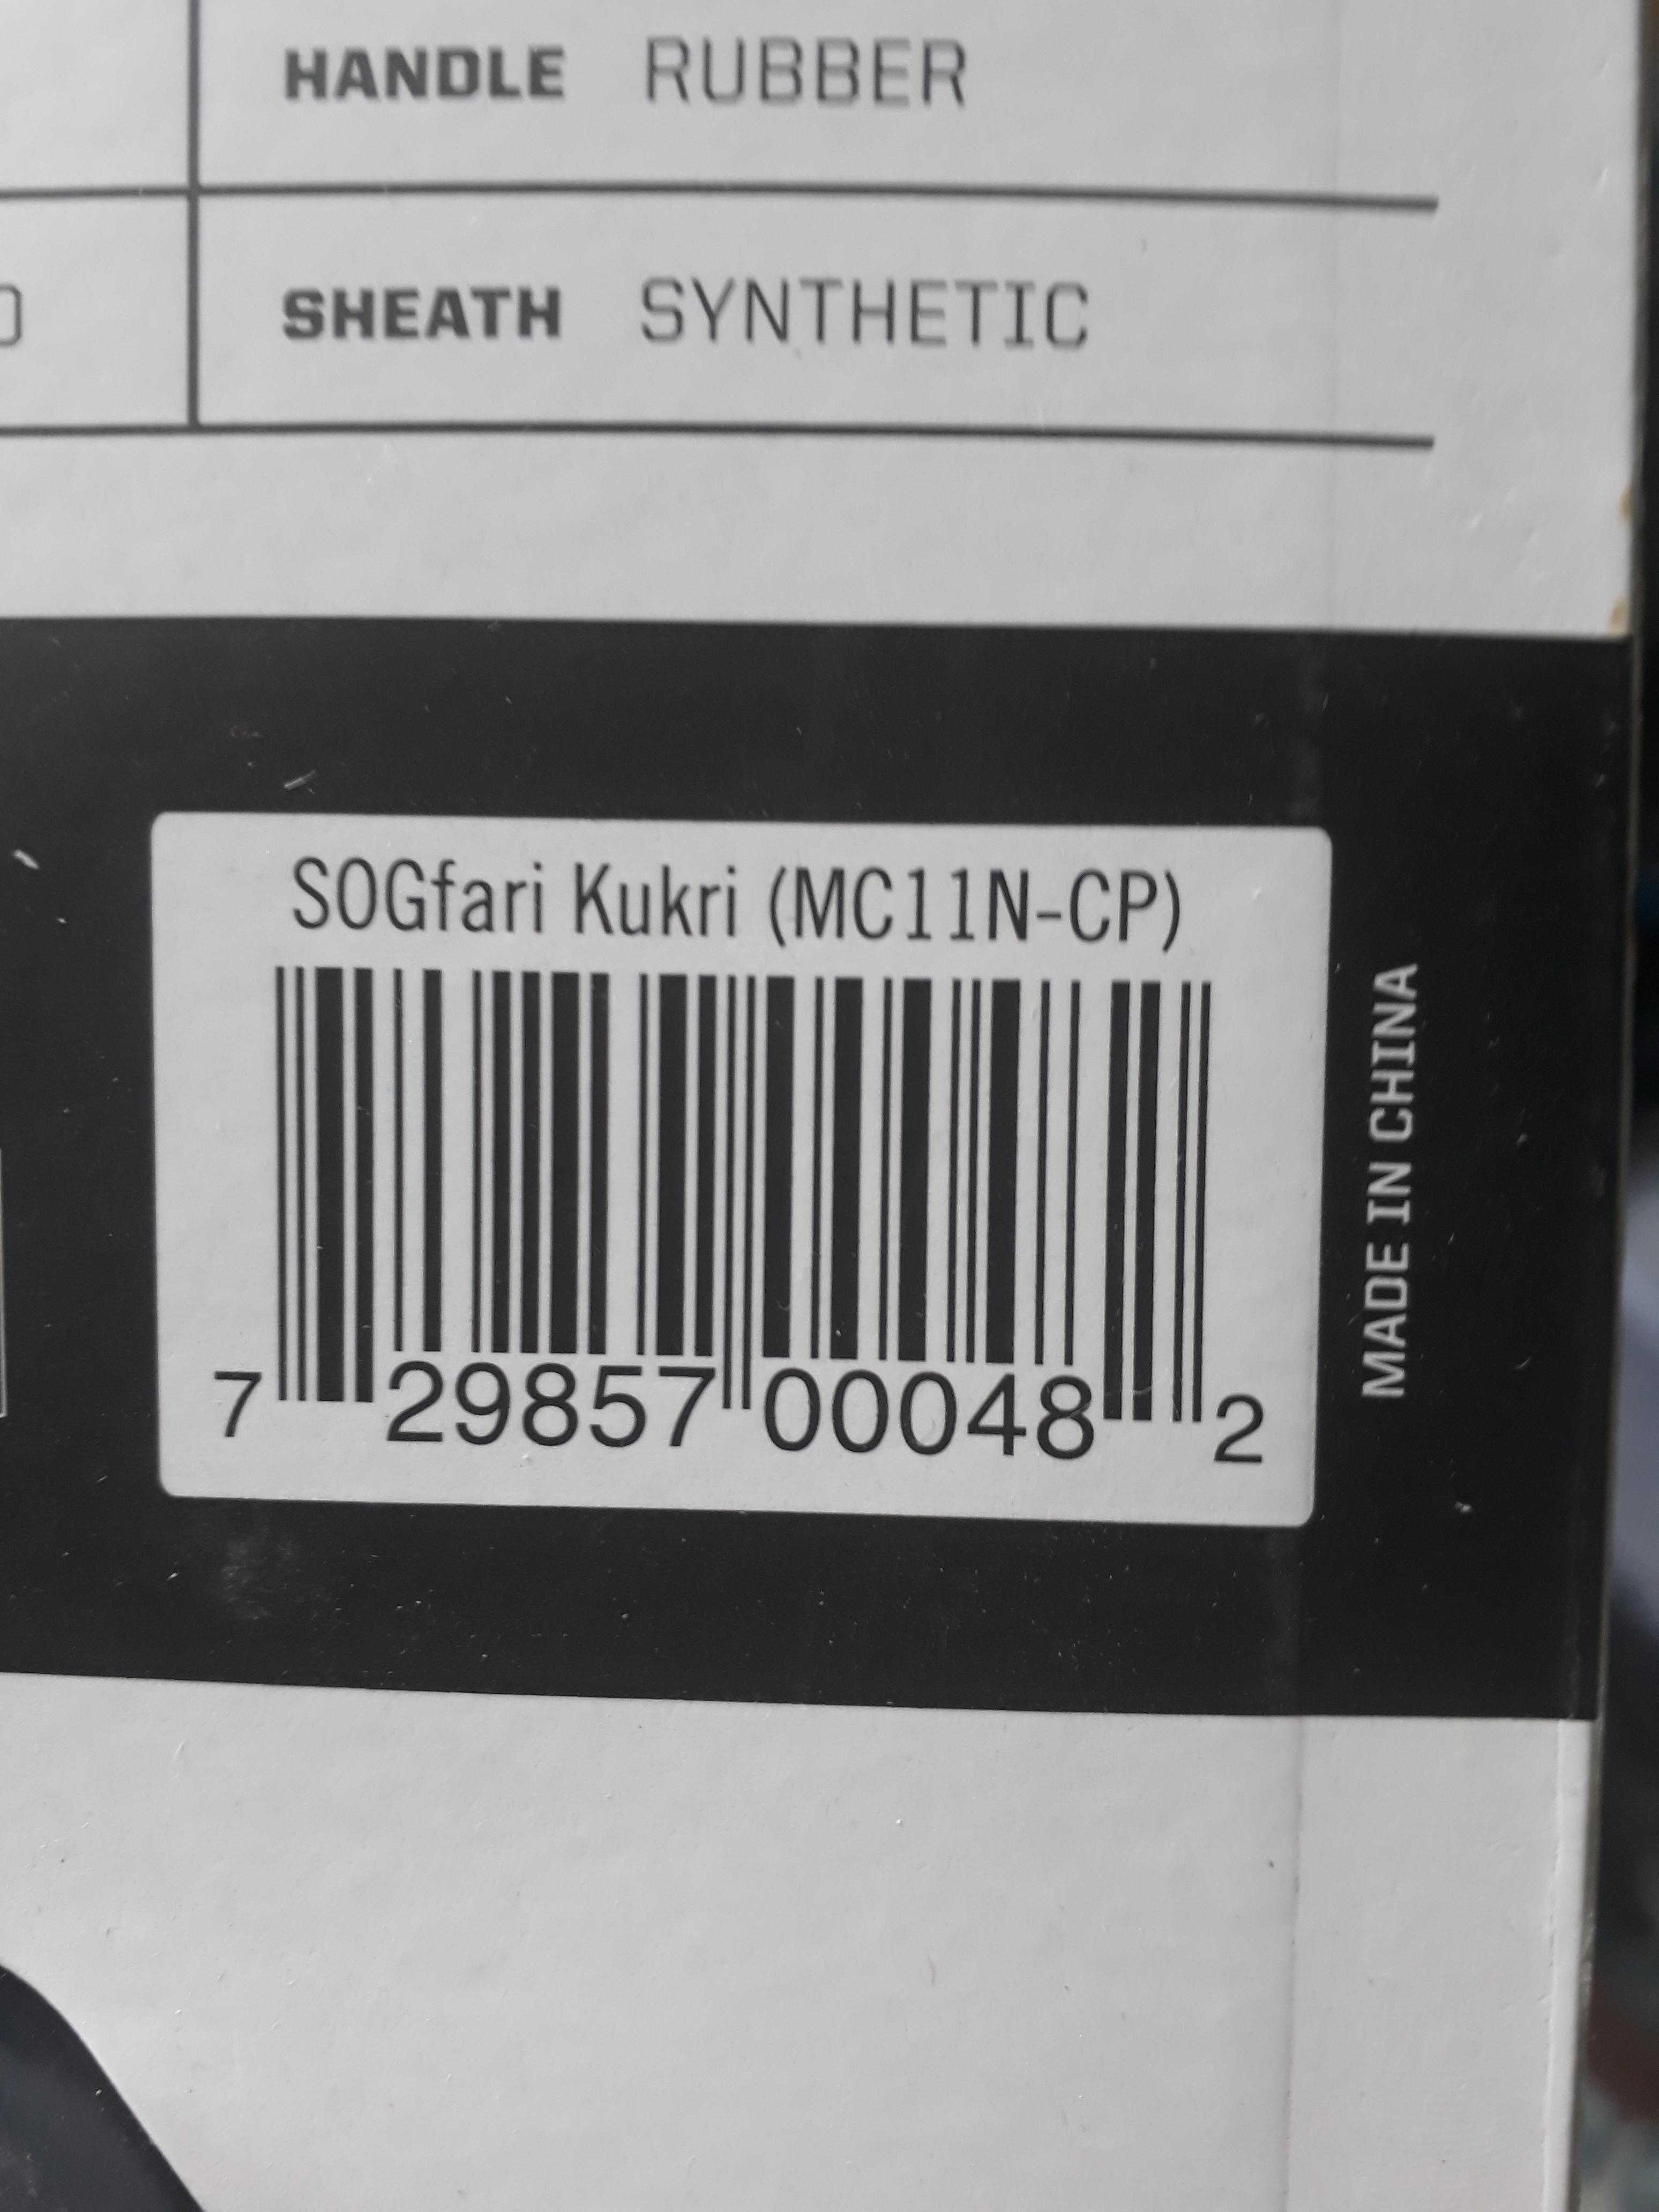 HANDLE RUBBER
SHEATH SYNTHETIC
SOGfari Kukri (MC11N-CP)
7 29857 00048 2
MADE IN CHINA